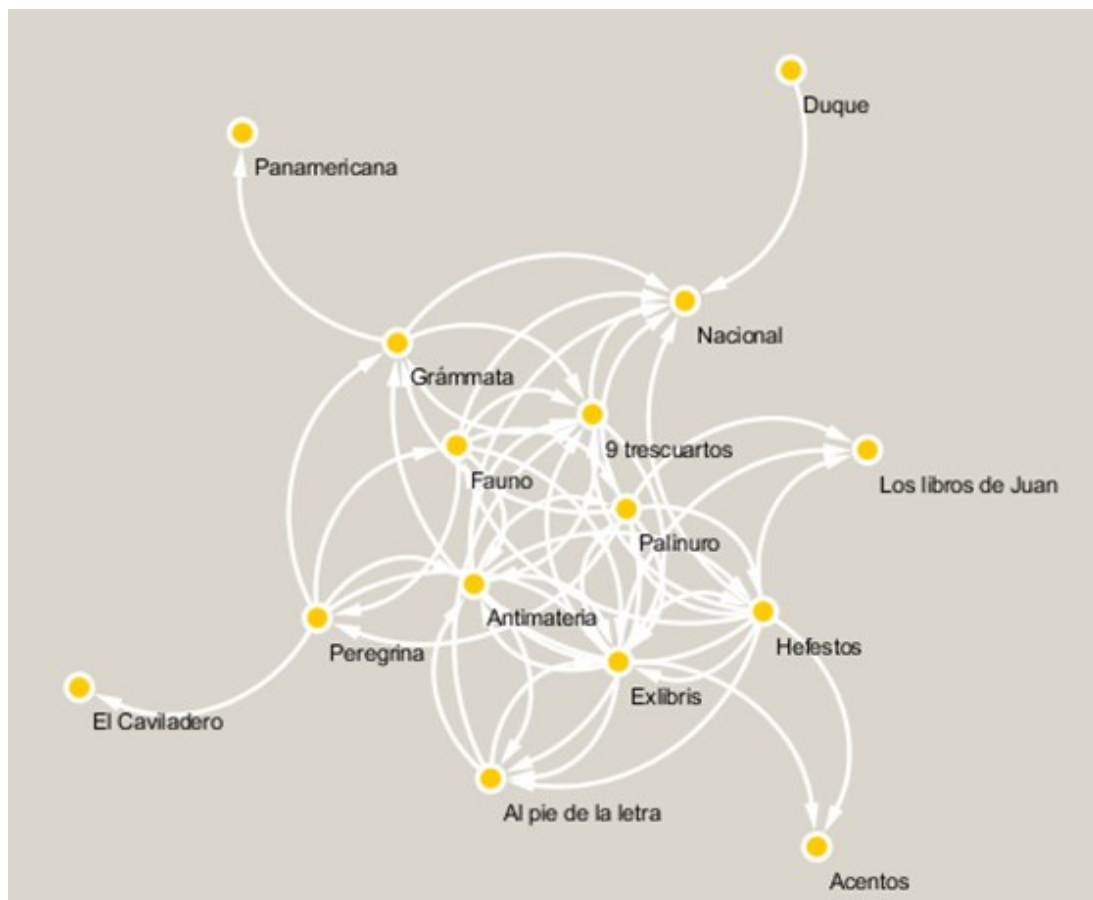 Duque
Panamericana
Nacional
Grámmata
9 trescuartos
Fauno
Los libros de Juan
Palinuro
Antimateria
Hefestos
Peregrina
Exlibris
El Caviladero
Al pie de la letra
Acentos